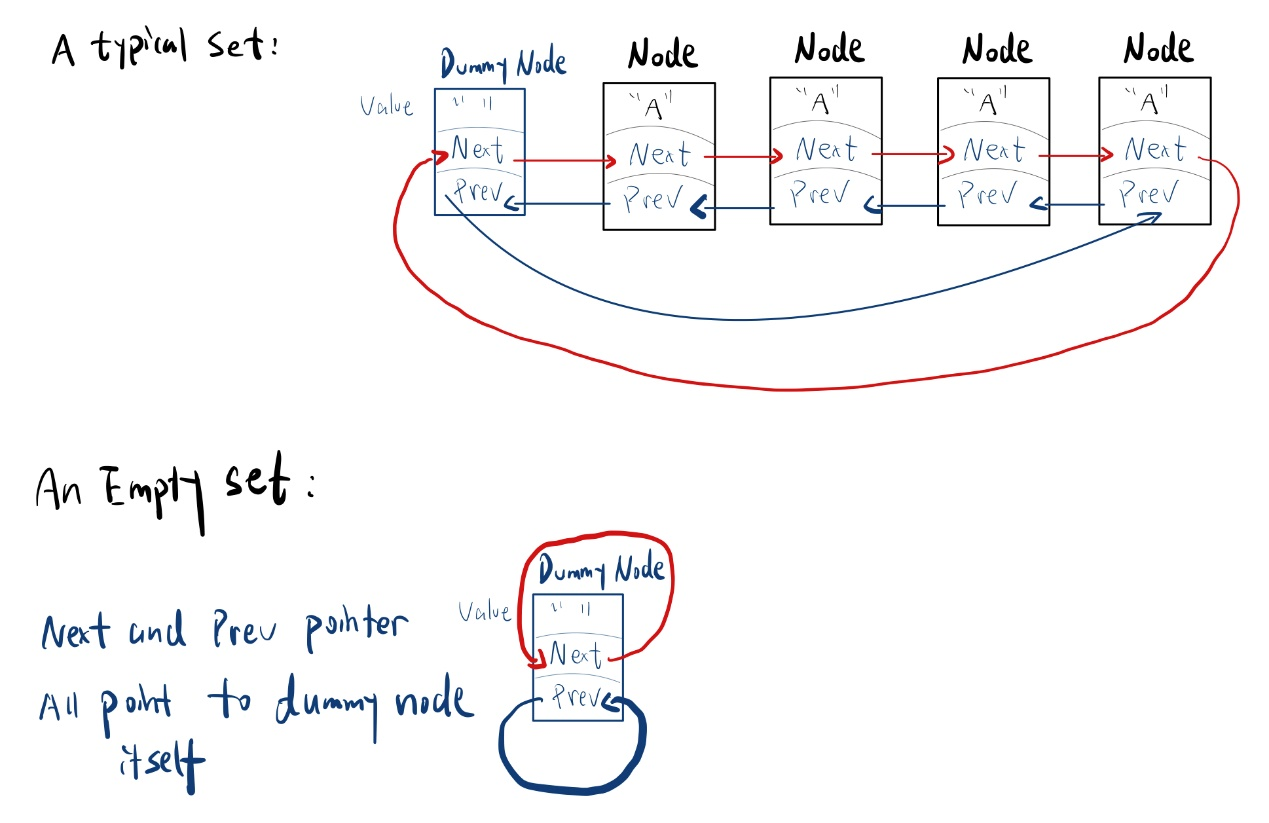 A typical set:
Dummy Node
Node
Node
Node
Node
Value
" "
"A"
"A"
"A"
"A"
Next
Next
Next
Next
Next
Prev
Prev
Prev
Prev
Prev
An Empty set:
Dummy Node
Value
" "
Next
Prev
Next and Prev pointer
All point to dummy node
itself